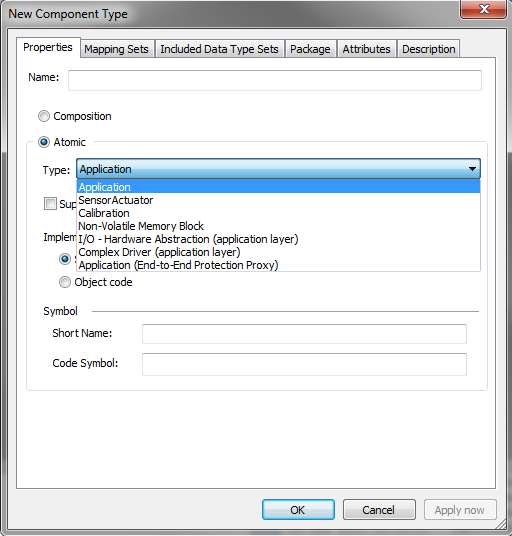 New Component Type
Properties Mapping Sets Included Data Type Sets Package Attributes Description
Name:
Composition
Atomic
Type: Application
Application
SensorActuator
Calibration
Non-Volatile Memory Block
I/O - Hardware Abstraction (application layer)
Complex Driver (application layer)
Application (End-to-End Protection Proxy)
Object code
Symbol
Short Name:
Code Symbol:
OK Cancel Apply now